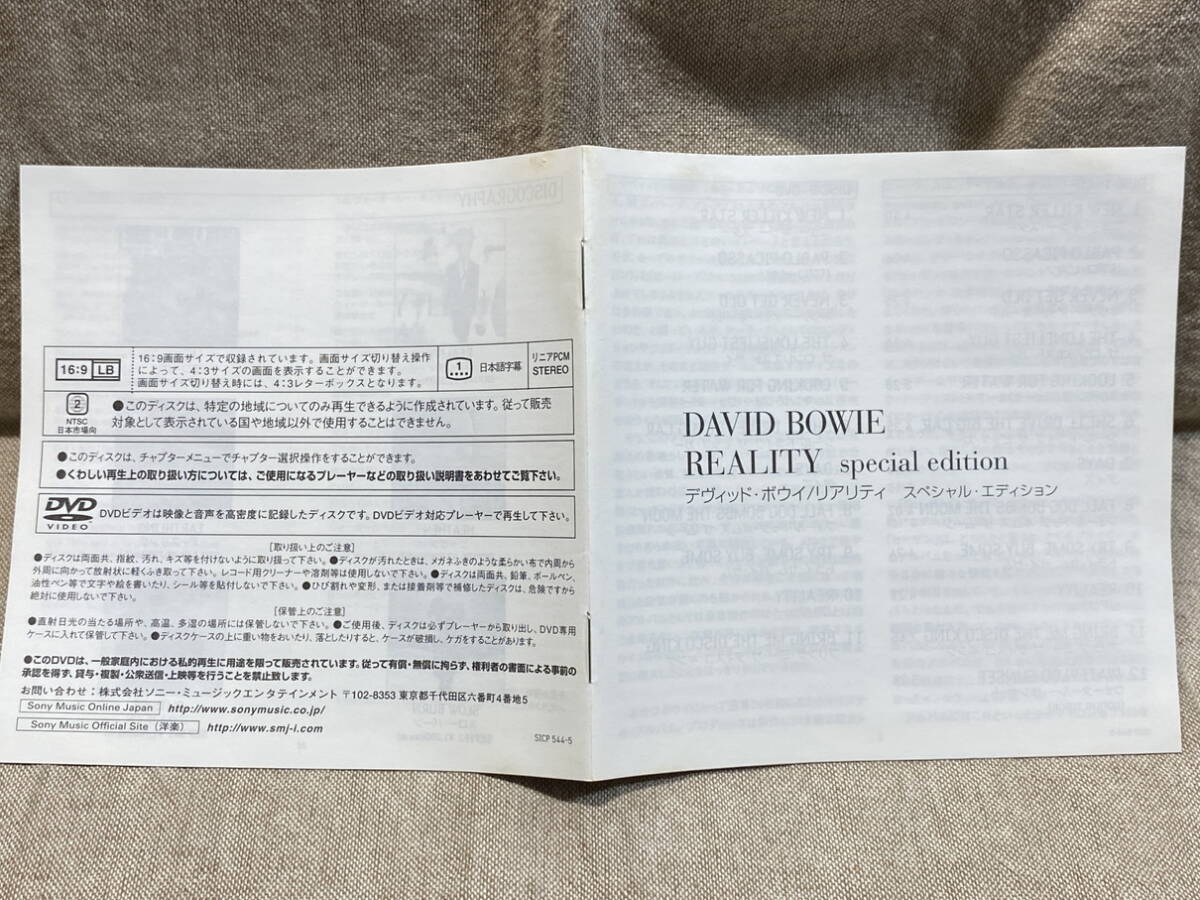 16:9 LB
16:9画面サイズで収録されています。画面サイズ切り替え操作
によって、4:3サイズの画面を表示することができます。
画面サイズ切り替え時には、4:3レターボックスとなります。
1
日本語字幕
リニアPCM
STEREO
2
NTSC
日本市場向
●このディスクは、特定の地域についてのみ再生できるように作成されています。従って販売
対象として表示されている国や地域以外で使用することはできません。
●このディスクは、チャプターメニューでチャプター選択操作をすることができます。
●くわしい再生上の取り扱い方については、ご使用になるプレーヤーなどの取り扱い説明書をあわせてご覧下さい。
DVD
VIDEO
DVDビデオは映像と音声を高密度に記録したディスクです。DVDビデオ対応プレーヤーで再生して下さい。
[取り扱い上のご注意]
●ディスクは両面共、指紋、汚れ、キズ等を付けないように取り扱って下さい。●ディスクが汚れたときは、メガネふきのような柔らかい布で内周から
外周に向かって放射状に軽くふき取って下さい。レコード用クリーナーや溶剤等は使用しないで下さい。●ディスクは両面共、鉛筆、ボールペン、
油性ペン等で文字や絵を書いたり、シール等を貼付しないで下さい。●ひび割れや変形、または接着剤等で補修したディスクは、危険ですから
絶対に使用しないで下さい。
[保管上のご注意]
●直射日光の当たる場所や、高温、多湿の場所には保管しないで下さい。●ご使用後、ディスクは必ずプレーヤーから取り出し、DVD専用
ケースに入れて保管して下さい。●ディスクケースの上に重い物をおいたり、落としたりすると、ケースが破損し、ケガをすることがあります。
●このDVDは、一般家庭内における私的再生に用途を限って販売されています。従って有償・無償に拘らず、権利者の書面による事前の
承認を得ず、貸与・複製・公衆送信・上映等を行うことを禁止致します。
お問い合わせ：株式会社ソニー・ミュージックエンタテインメント 〒102-8353 東京都千代田区六番町4番地5
Sony Music Online Japan http://www.sonymusic.co.jp/
Sony Music Official Site（洋楽） http://www.smj-i.com/
SICP 544-5
DAVID BOWIE
REALITY special edition
デヴィッド・ボウイ/リアリティ スペシャル・エディション